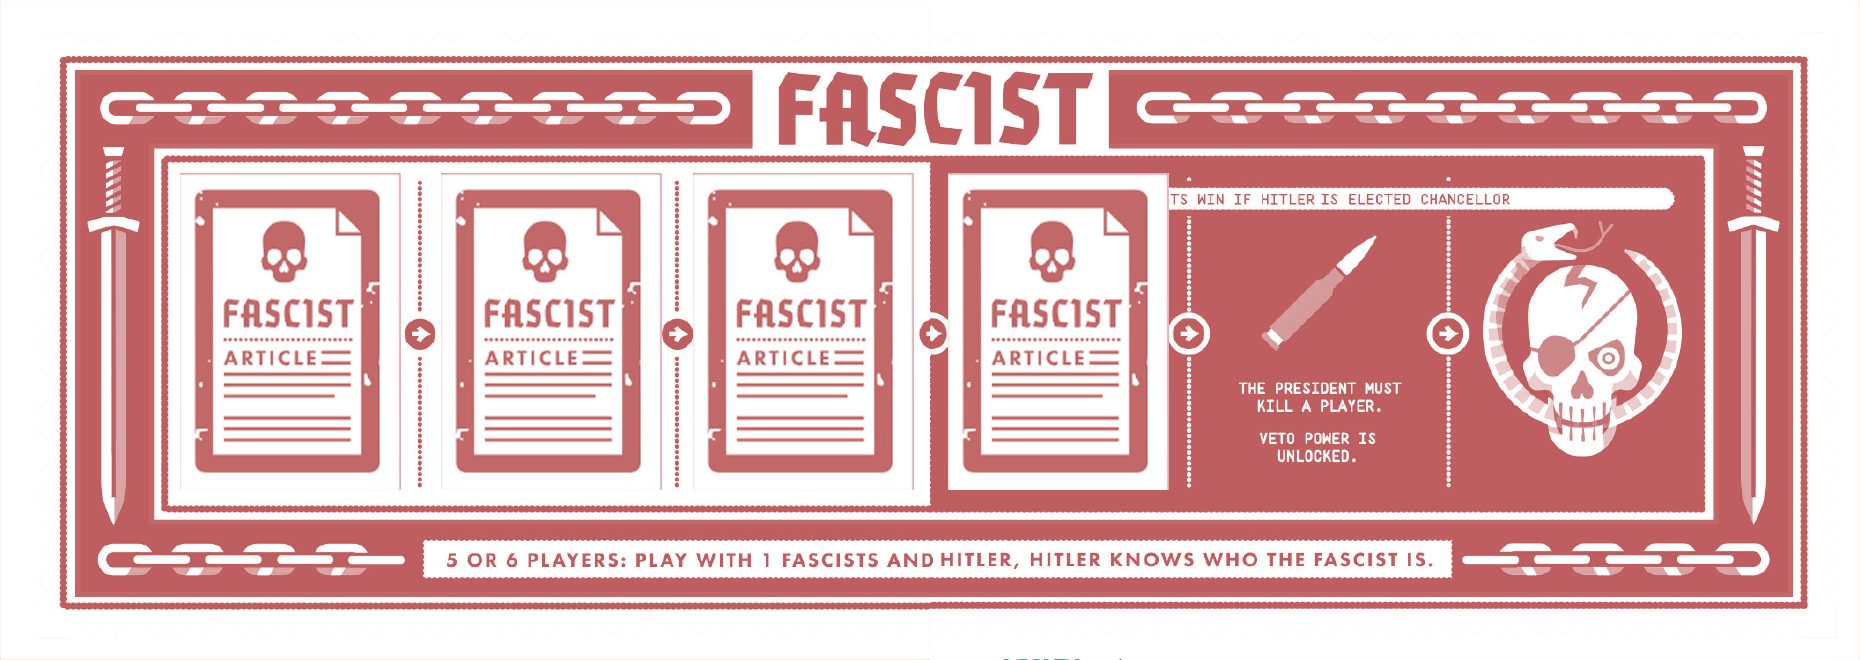 FASCIST
TS WIN IF HITLER IS ELECTED CHANCELLOR
FASCIST
ARTICLE
FASCIST
ARTICLE
FASCIST
ARTICLE
FASCIST
ARTICLE
THE PRESIDENT MUST
KILL A PLAYER.
VETO POWER IS
UNLOCKED.
5 OR 6 PLAYERS: PLAY WITH 1 FASCISTS AND HITLER, HITLER KNOWS WHO THE FASCIST IS.